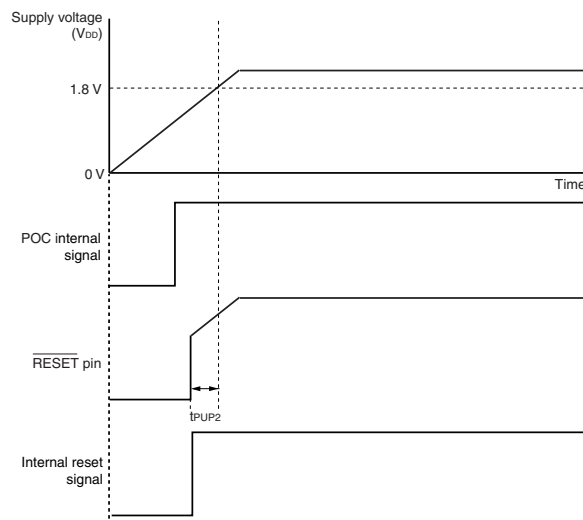 Supply voltage
(VDD)
1.8 V
0 V
Time
POC internal
signal
RESET pin
tPUP2
Internal reset
signal